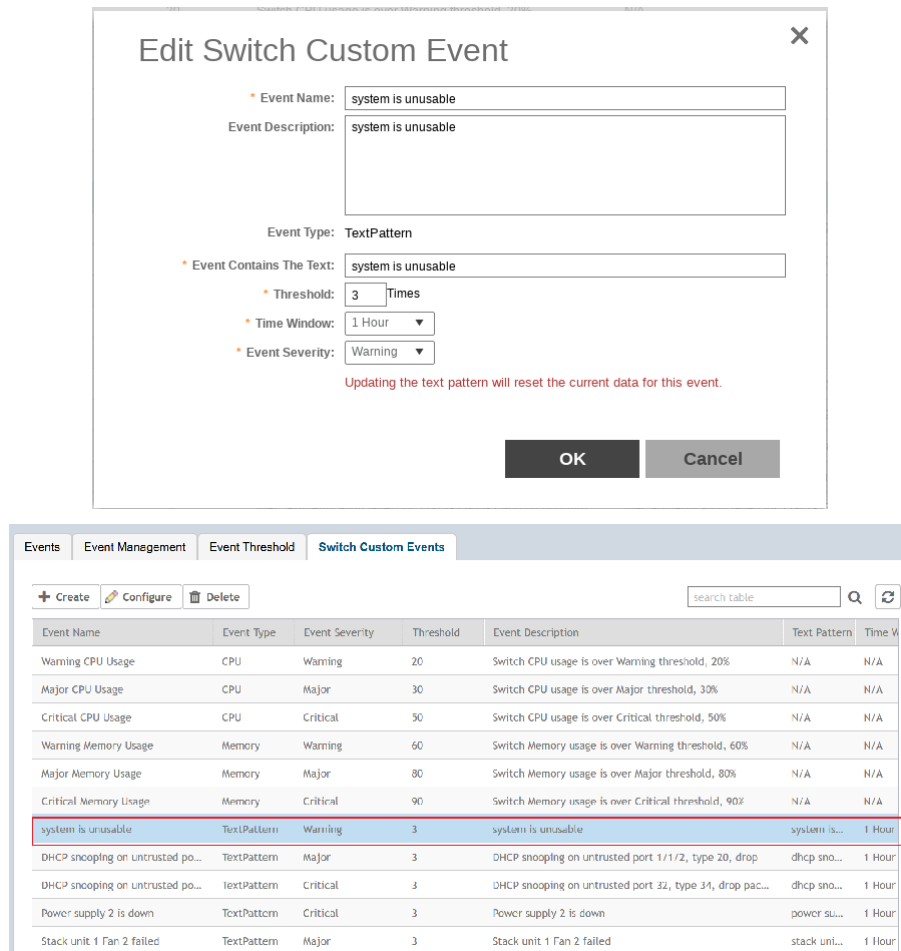 20 Switch CPU usage is over Warning threshold, 20% N/A
Edit Switch Custom Event
* Event Name: system is unusable
Event Description: system is unusable
Event Type: TextPattern
* Event Contains The Text: system is unusable
* Threshold: 3 Times
* Time Window: 1 Hour
* Event Severity: Warning
Updating the text pattern will reset the current data for this event.
OK Cancel
Events Event Management Event Threshold Switch Custom Events
Create Configure Delete search table
Event Name Event Type Event Severity Threshold Event Description Text Pattern Time W
Warning CPU Usage CPU Warning 20 Switch CPU usage is over Warning threshold, 20% N/A N/A
Major CPU Usage CPU Major 30 Switch CPU usage is over Major threshold, 30% N/A N/A
Critical CPU Usage CPU Critical 50 Switch CPU usage is over Critical threshold, 50% N/A N/A
Warning Memory Usage Memory Warning 60 Switch Memory usage is over Warning threshold, 60% N/A N/A
Major Memory Usage Memory Major 80 Switch Memory usage is over Major threshold, 80% N/A N/A
Critical Memory Usage Memory Critical 90 Switch Memory usage is over Critical threshold, 90% N/A N/A
system is unusable TextPattern Warning 3 system is unusable system is... 1 Hour
DHCP snooping on untrusted po... TextPattern Major 3 DHCP snooping on untrusted port 1/1/2, type 20, drop dhcp sno... 1 Hour
DHCP snooping on untrusted po... TextPattern Critical 3 DHCP snooping on untrusted port 32, type 34, drop pac... dhcp sno... 1 Hour
Power supply 2 is down TextPattern Critical 3 Power supply 2 is down power su... 1 Hour
Stack unit 1 Fan 2 failed TextPattern Major 3 Stack unit 1 Fan 2 failed stack uni... 1 Hour